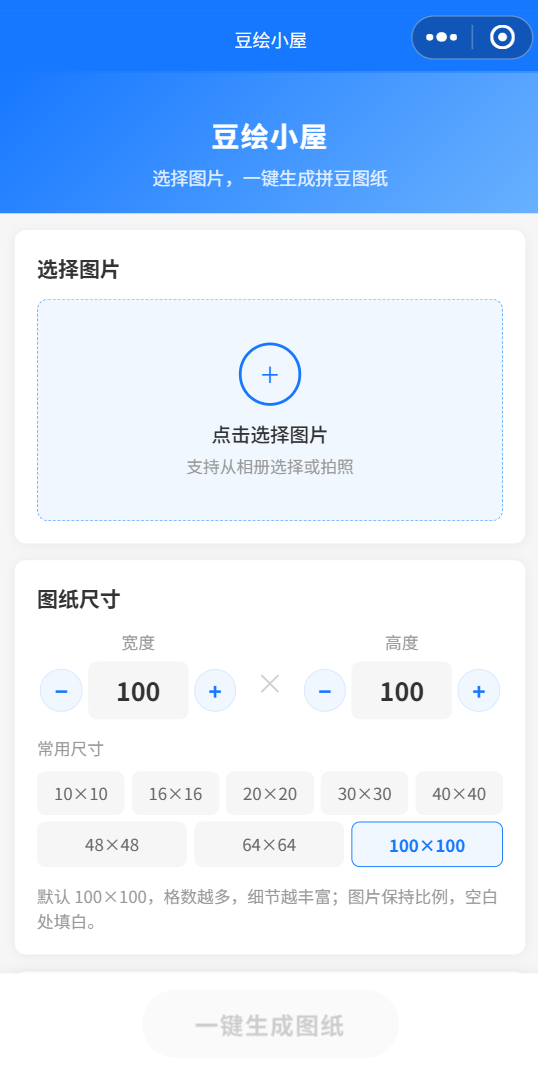 豆绘小屋
豆绘小屋
选择图片，一键生成拼豆图纸
选择图片
点击选择图片
支持从相册选择或拍照
图纸尺寸
宽度 高度
− 100 + × − 100 +
常用尺寸
10×10 16×16 20×20 30×30 40×40
48×48 64×64 100×100
默认 100×100，格数越多，细节越丰富；图片保持比例，空白
处填白。
一键生成图纸